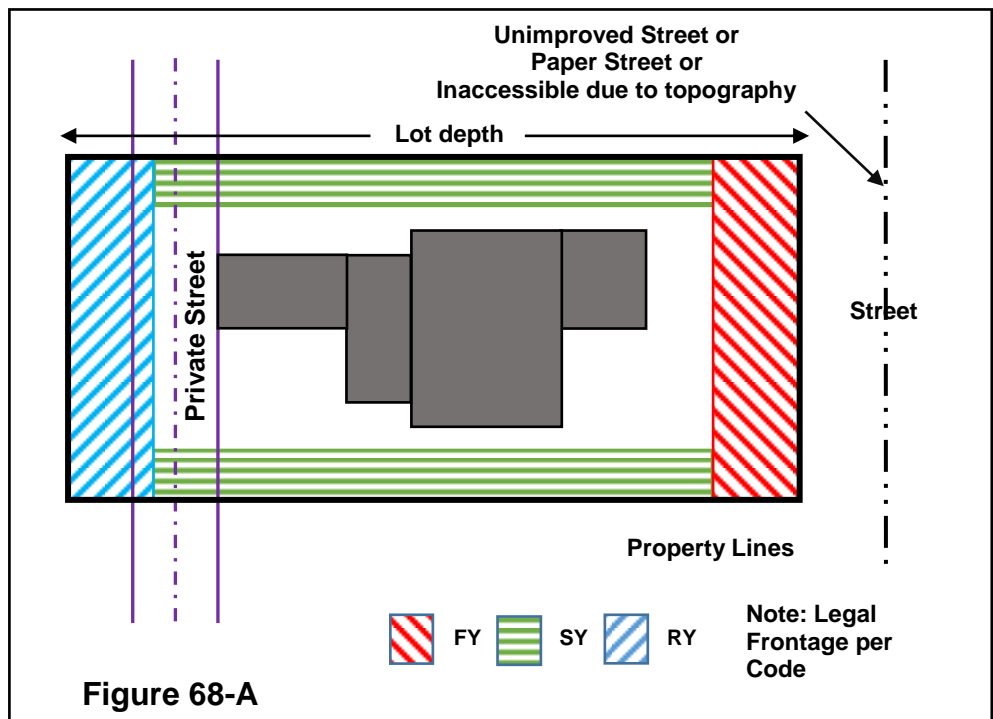 Unimproved Street or
Paper Street or
Inaccessible due to topography
Lot depth
Private Street
Street
Property Lines
FY
SY
RY
Note: Legal
Frontage per
Code
Figure 68-A